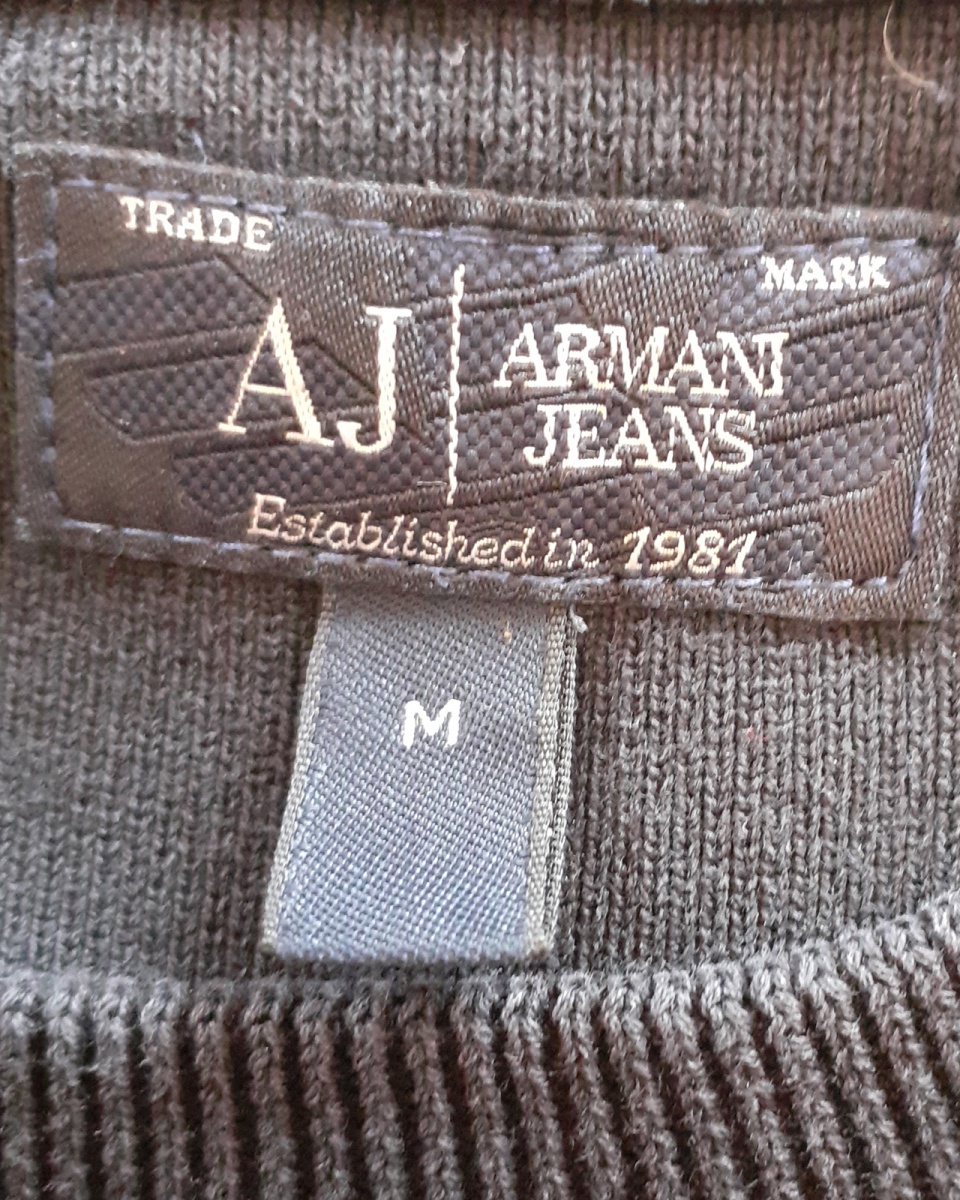 TRADE
MARK
AJ
ARMANI
JEANS
Established in 1981
M